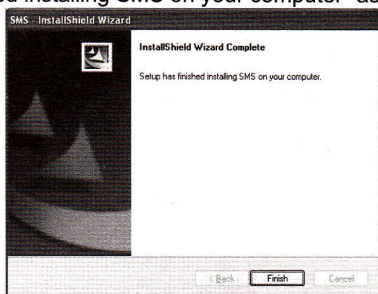 ed installing SMS on your computer" as
SMS - InstallShield Wizard
InstallShield Wizard Complete
Setup has finished installing SMS on your computer.
< Back
Finish
Cancel